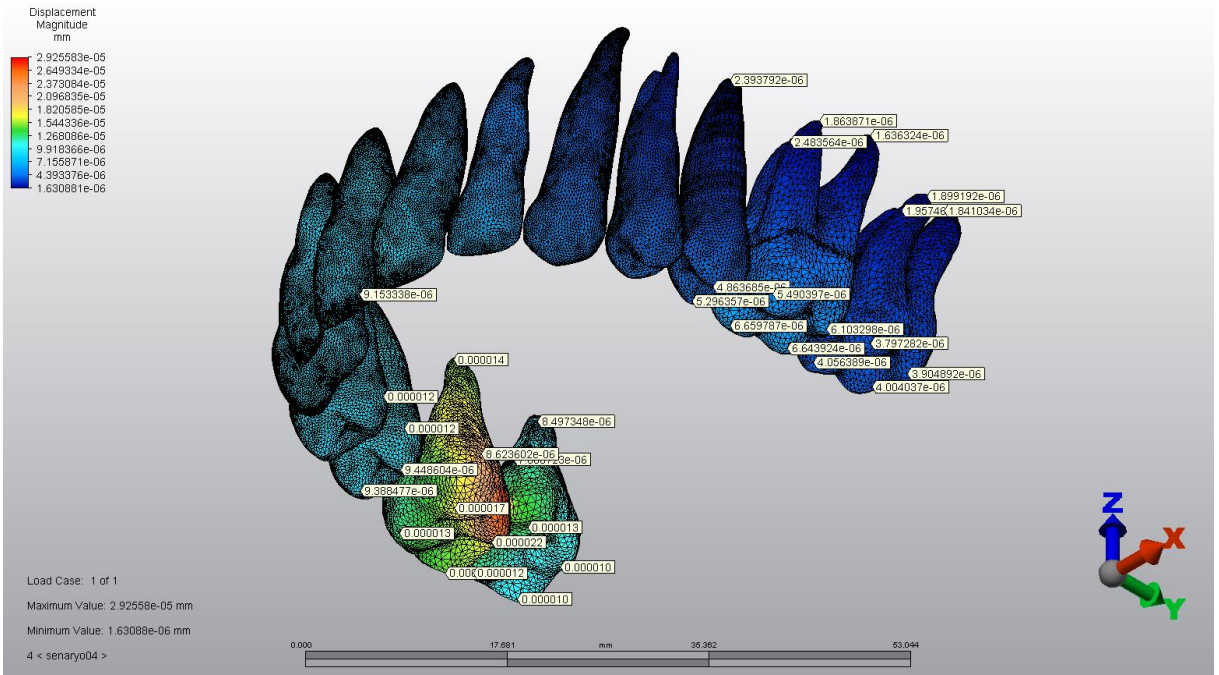 Displacement
Magnitude
mm
2.925583e-05
2.649334e-05
2.373084e-05
2.096835e-05
1.820585e-05
1.544336e-05
1.268086e-05
9.918366e-06
7.155871e-06
4.393376e-06
1.630881e-06
2.393792e-06
1.863871e-06
1.636324e-06
2.483564e-06
1.899192e-06
1.841034e-06
9.153338e-06
4.863685e-06
5.490397e-06
5.296357e-06
6.659787e-06
6.103298e-06
6.643924e-06
3.797282e-06
4.056389e-06
3.904892e-06
4.004037e-06
0.000014
0.000012
8.497348e-06
0.000012
8.623602e-06
9.448604e-06
9.388477e-06
0.000017
0.000013
0.000013
0.000022
0.000012
0.000010
0.000010
Z
X
Y
Load Case: 1 of 1
Maximum Value: 2.92558e-05 mm
Minimum Value: 1.63088e-06 mm
4 < senaryo04 >
0.000 17.681 mm 35.362 53.044